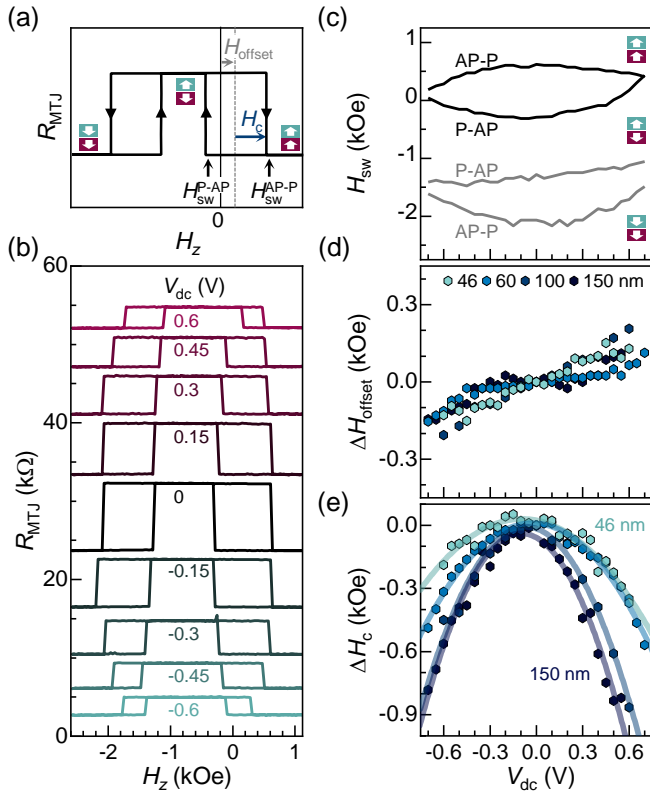 (a)
H_offset
R_MTJ
H_c
H_sw^P-AP
H_sw^AP-P
0
H_z
(b)
60
V_dc (V)
0.6
0.45
0.3
40
0.15
R_MTJ (kΩ)
0
20
-0.15
-0.3
-0.45
-0.6
0
-2
-1
0
1
H_z (kOe)
(c)
1
AP-P
0
P-AP
H_sw (kOe)
-1
P-AP
-2
AP-P
(d)
46
60
100
150 nm
0.3
0.0
ΔH_offset (kOe)
-0.3
(e)
0.0
46 nm
-0.3
ΔH_c (kOe)
-0.6
150 nm
-0.9
-0.6 -0.3 0.0 0.3 0.6
V_dc (V)